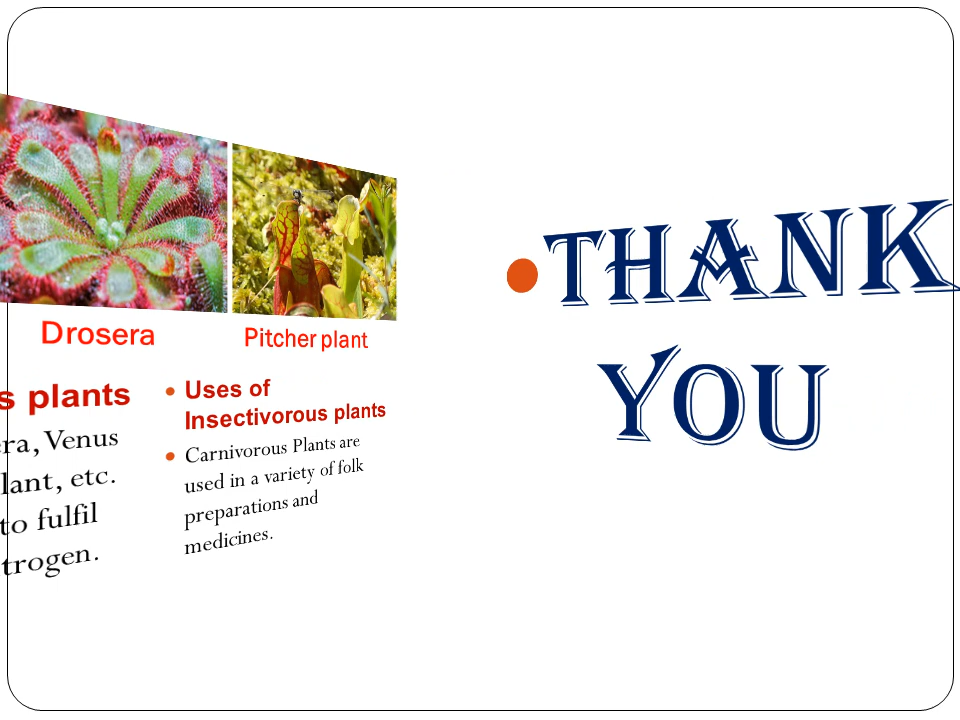 Drosera
Pitcher plant
s plants
era, Venus
lant, etc.
to fulfil
trogen.
• Uses of
Insectivorous plants
• Carnivorous Plants are
used in a variety of folk
preparations and
medicines.
• THANK
YOU